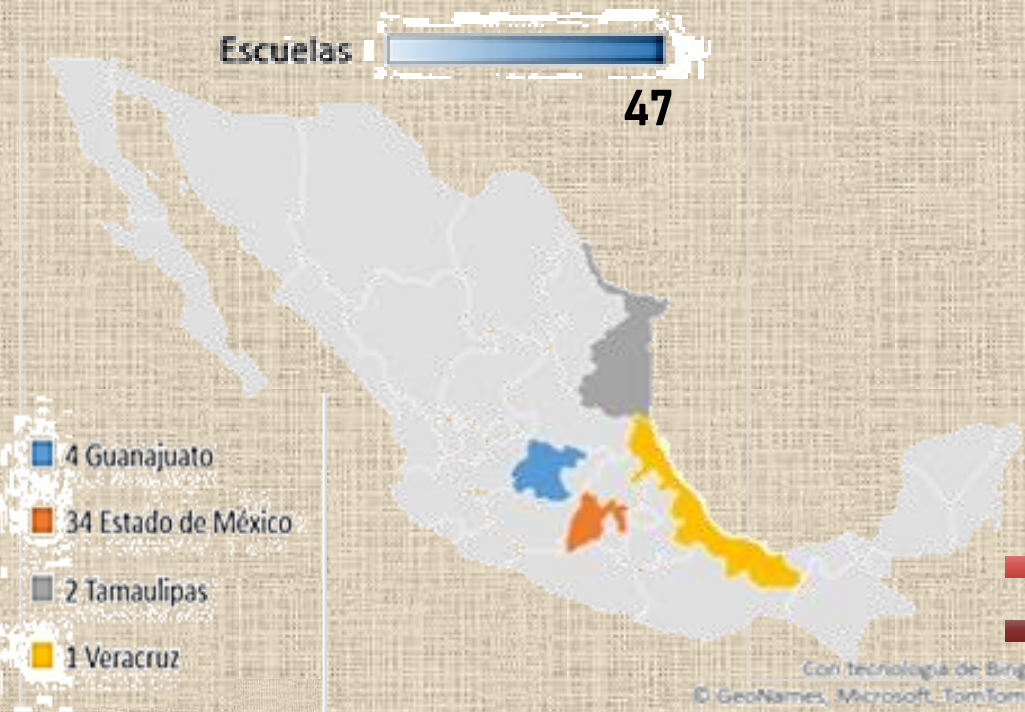 Escuelas
47
4 Guanajuato
34 Estado de México
2 Tamaulipas
1 Veracruz
Con tecnología de Bing
© GeoNames, Microsoft, TomTom